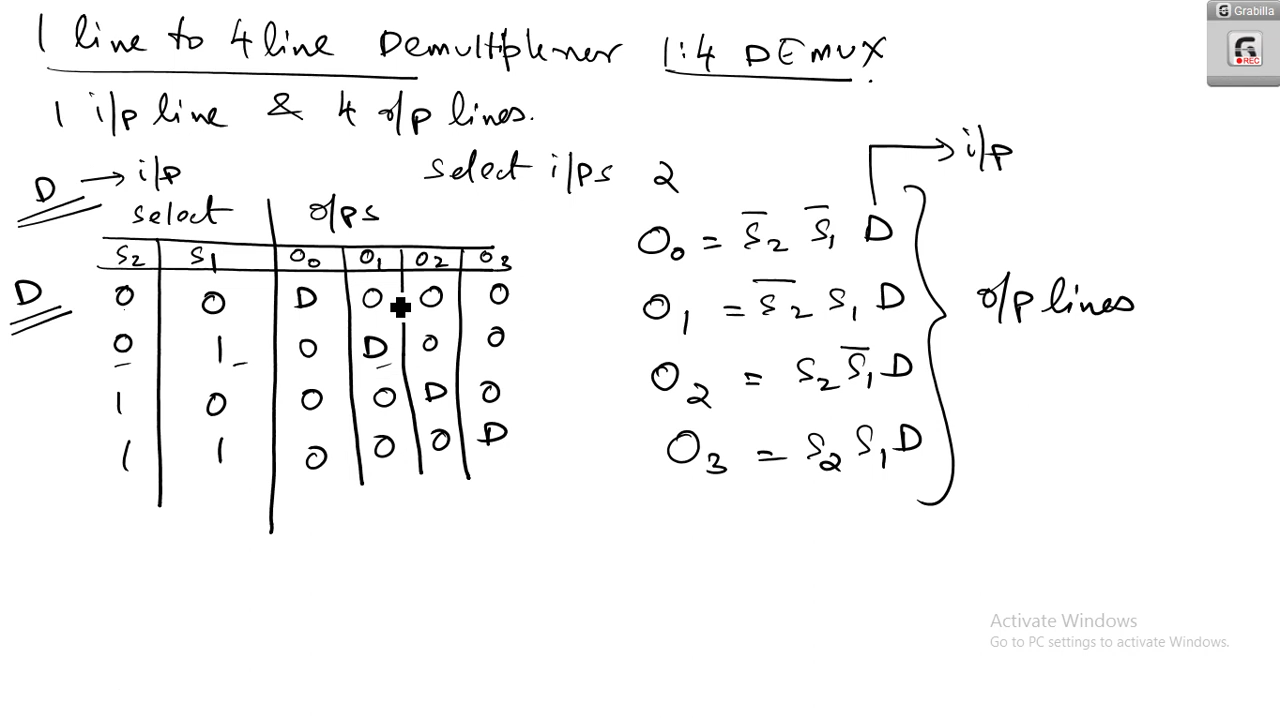 1 line to 4 line Demultiplexer 1:4 DEMUX
1 i/p line & 4 o/p lines.
D → i/p select i/ps 2
select o/ps
S2 S1 O0 O1 O2 O3
D 0 0 D 0 0 0
0 1 0 D 0 0
1 0 0 0 D 0
1 1 0 0 0 D
→ i/p
O0 = S̅2 S̅1 D
O1 = S̅2 S1 D
O2 = S2 S̅1 D
O3 = S2 S1 D
o/p lines
Grabilla
REC
Activate Windows
Go to PC settings to activate Windows.